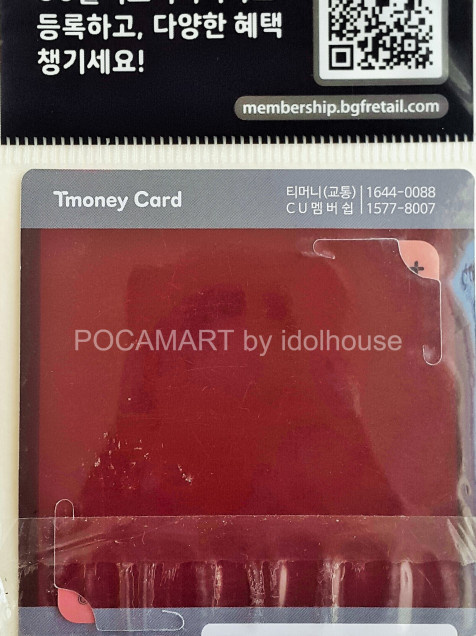 등록하고, 다양한 혜택
챙기세요!
membership.bgfretail.com
Tmoney Card
티머니(교통) 1644-0088
CU멤버쉽 1577-8007
POCAMART by idolhouse